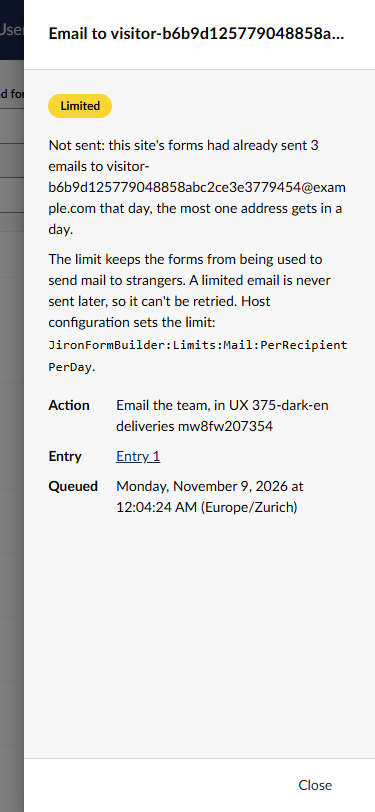 User
Email to visitor-b6b9d125779048858a...
d for
Limited
Not sent: this site's forms had already sent 3
emails to visitor-
b6b9d125779048858abc2ce3e3779454@exam
ple.com that day, the most one address gets in a
day.
The limit keeps the forms from being used to
send mail to strangers. A limited email is never
sent later, so it can't be retried. Host
configuration sets the limit:
JironFormBuilder:Limits:Mail:PerRecipient
PerDay.
Action
Email the team, in UX 375-dark-en
deliveries mw8fw207354
Entry
Entry 1
Queued
Monday, November 9, 2026 at
12:04:24 AM (Europe/Zurich)
Close